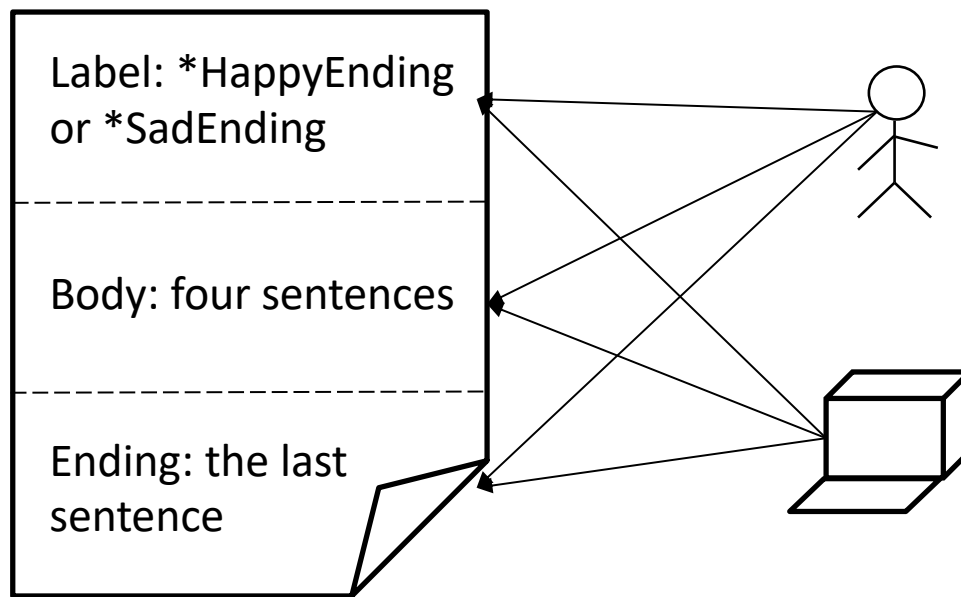 Label: *HappyEnding
or *SadEnding
Body: four sentences
Ending: the last
sentence